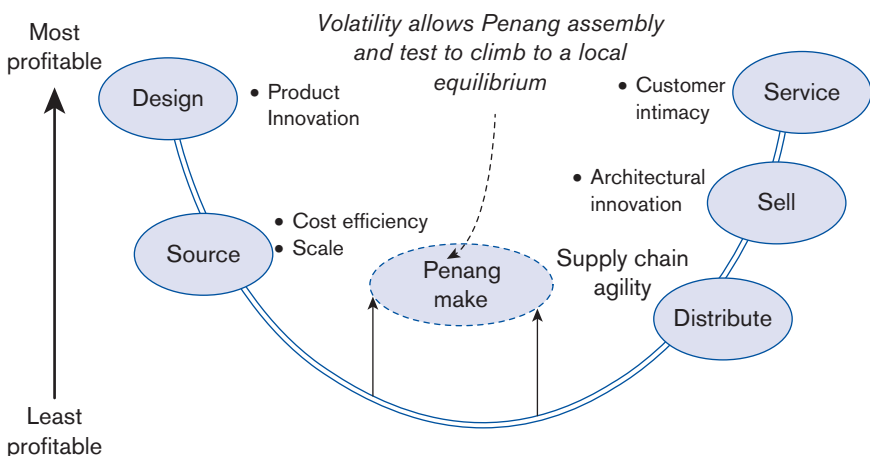 Most
profitable
Volatility allows Penang assembly
and test to climb to a local
equilibrium
Design
• Product
Innovation
• Customer
intimacy
Service
• Architectural
innovation
Sell
Source
• Cost efficiency
• Scale
Penang
make
Supply chain
agility
Distribute
Least
profitable